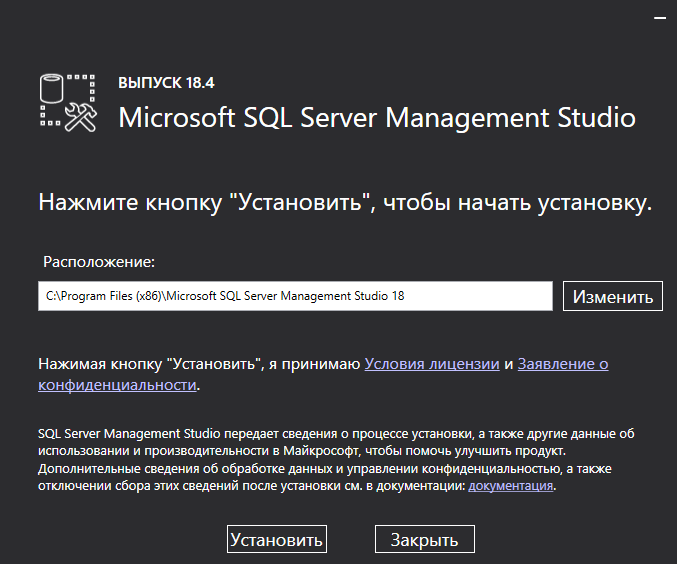 ВЫПУСК 18.4
Microsoft SQL Server Management Studio
Нажмите кнопку "Установить", чтобы начать установку.
Расположение:
C:\Program Files (x86)\Microsoft SQL Server Management Studio 18
Изменить
Нажимая кнопку "Установить", я принимаю Условия лицензии и Заявление о
конфиденциальности.
SQL Server Management Studio передает сведения о процессе установки, а также другие данные об
использовании и производительности в Майкрософт, чтобы помочь улучшить продукт.
Дополнительные сведения об обработке данных и управлении конфиденциальностью, а также
отключении сбора этих сведений после установки см. в документации: документация.
Установить
Закрыть